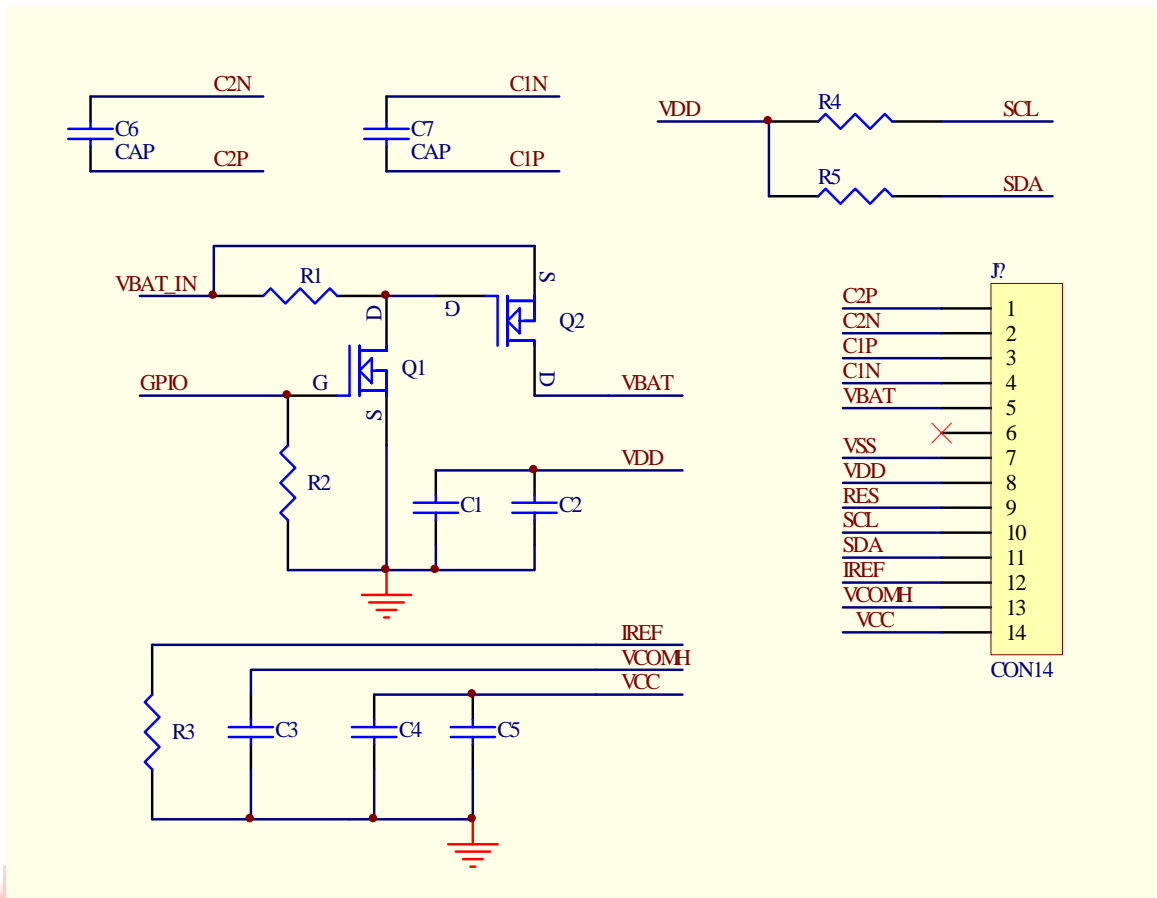 C2N
C6
CAP
C2P
C1N
C7
CAP
C1P
VDD
R4
SCL
R5
SDA
VBAT_IN
R1
D
G
S
Q2
D
VBAT
GPIO
G
Q1
S
R2
VDD
C1
C2
IREF
VCOMH
VCC
R3
C3
C4
C5
J?
C2P 1
C2N 2
C1P 3
C1N 4
VBAT 5
6
VSS 7
VDD 8
RES 9
SCL 10
SDA 11
IREF 12
VCOMH 13
VCC 14
CON14